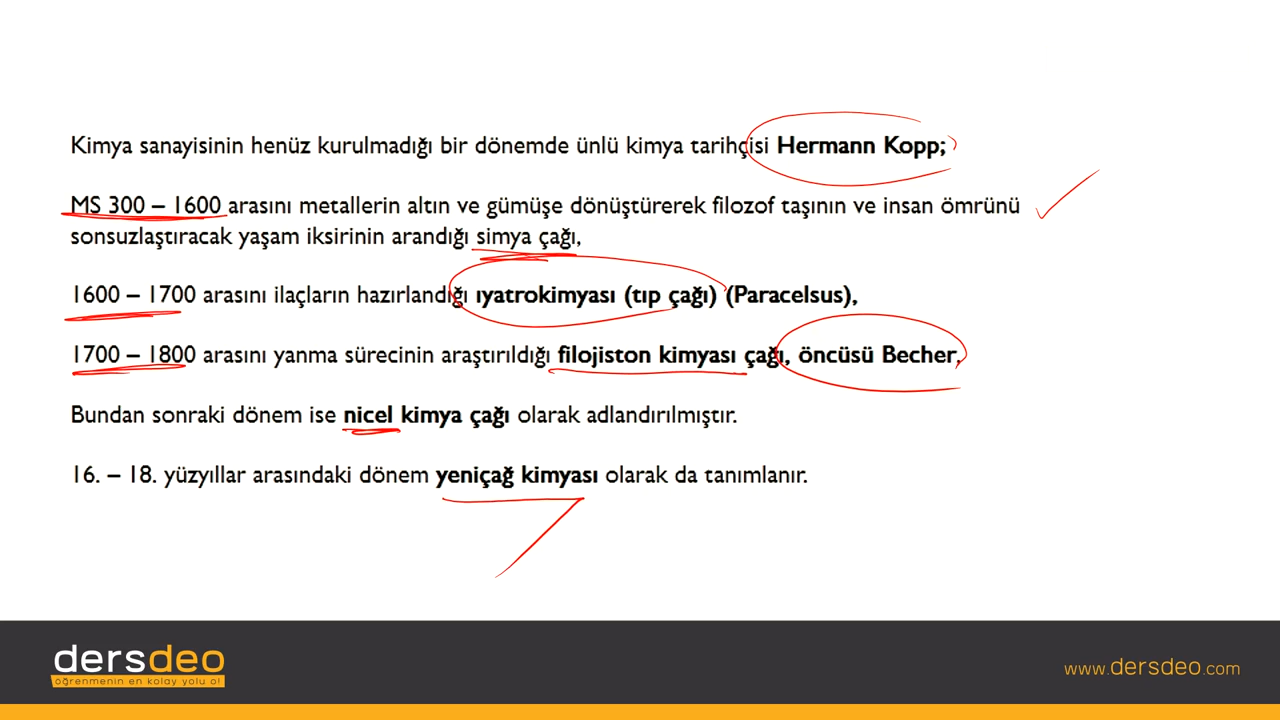 Kimya sanayisinin henüz kurulmadığı bir dönemde ünlü kimya tarihçisi Hermann Kopp;
MS 300 – 1600 arasını metallerin altın ve gümüşe dönüştürerek filozof taşının ve insan ömrünü
sonsuzlaştıracak yaşam iksirinin arandığı simya çağı,
1600 – 1700 arasını ilaçların hazırlandığı ıyatrokimyası (tıp çağı) (Paracelsus),
1700 – 1800 arasını yanma sürecinin araştırıldığı filojiston kimyası çağı, öncüsü Becher,
Bundan sonraki dönem ise nicel kimya çağı olarak adlandırılmıştır.
16. – 18. yüzyıllar arasındaki dönem yeniçağ kimyası olarak da tanımlanır.
dersdeo
öğrenmenin en kolay yolu o!
www.dersdeo.com